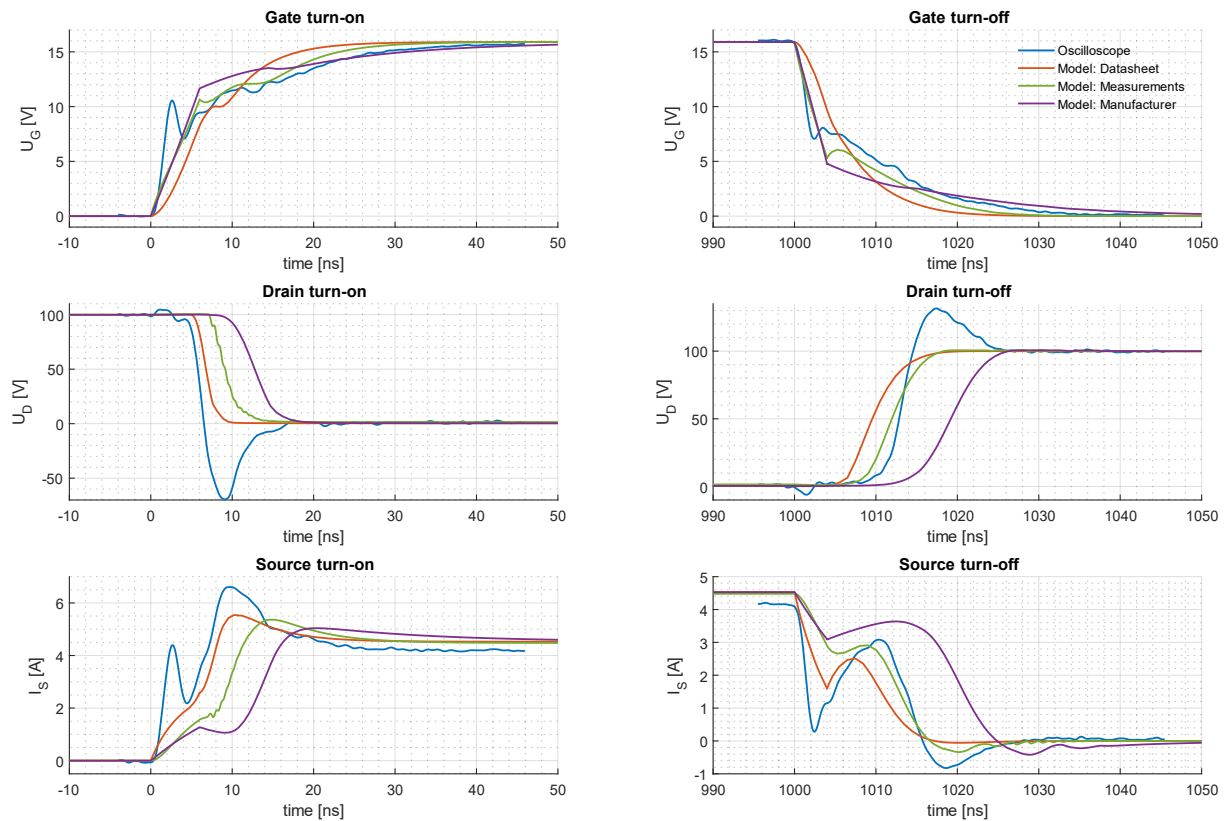 Gate turn-on
15
10
5
0
U_G [V]
-10 0 10 20 30 40 50
time [ns]
Gate turn-off
Oscilloscope
Model: Datasheet
Model: Measurements
Model: Manufacturer
15
10
5
0
U_G [V]
990 1000 1010 1020 1030 1040 1050
time [ns]
Drain turn-on
100
50
0
-50
U_D [V]
-10 0 10 20 30 40 50
time [ns]
Drain turn-off
100
50
0
U_D [V]
990 1000 1010 1020 1030 1040 1050
time [ns]
Source turn-on
6
4
2
0
I_S [A]
-10 0 10 20 30 40 50
time [ns]
Source turn-off
5
4
3
2
1
0
-1
I_S [A]
990 1000 1010 1020 1030 1040 1050
time [ns]